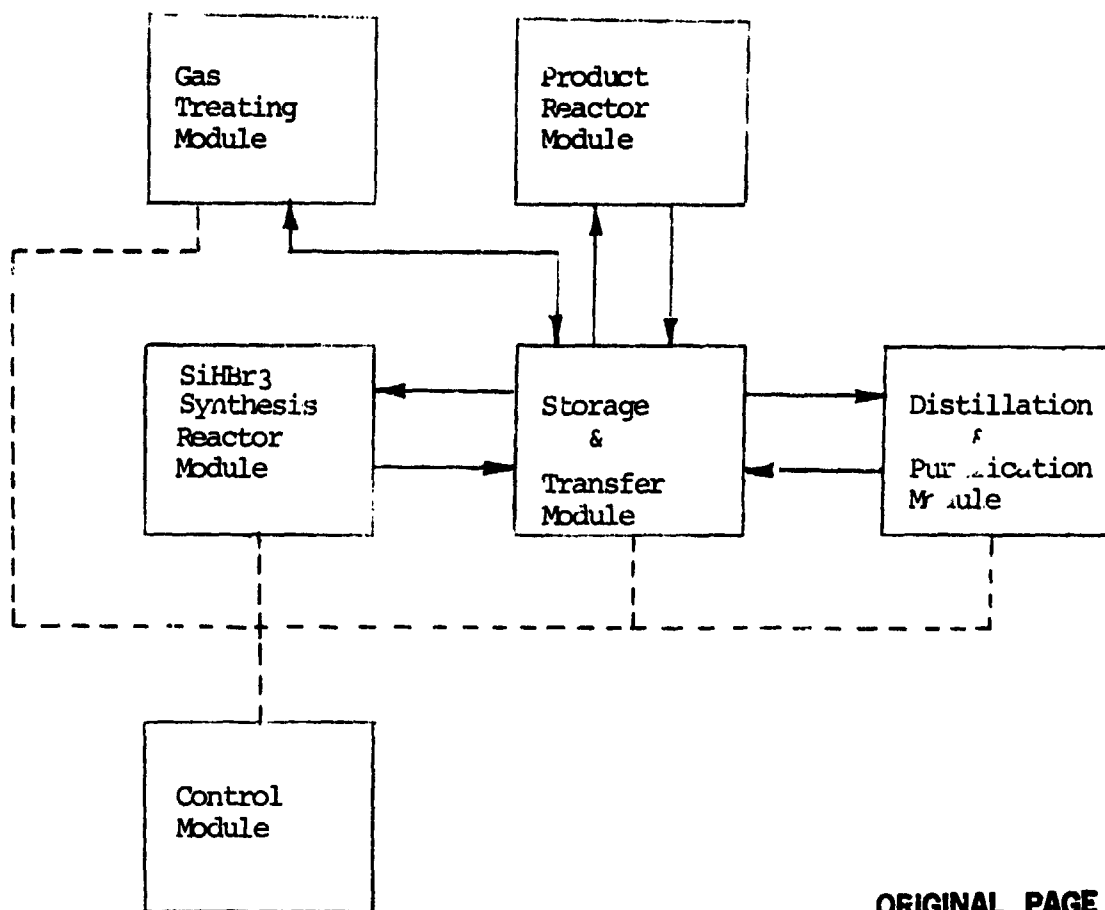 Gas
Treating
Module
Product
Reactor
Module
SiHBr3
Synthesis
Reactor
Module
Storage
&
Transfer
Module
Distillation
&
Control
Module
ORIGINAL PAGE